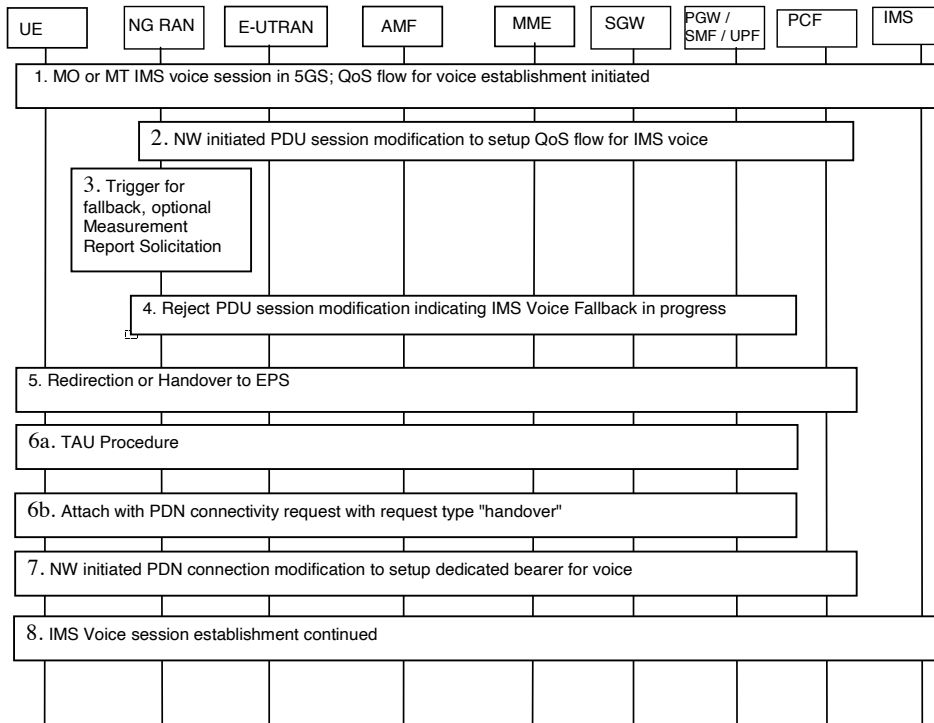 UE
NG RAN
E-UTRAN
AMF
MME
SGW
PGW /
SMF / UPF
PCF
IMS
1. MO or MT IMS voice session in 5GS; QoS flow for voice establishment initiated
2. NW initiated PDU session modification to setup QoS flow for IMS voice
3. Trigger for
fallback, optional
Measurement
Report Solicitation
4. Reject PDU session modification indicating IMS Voice Fallback in progress
5. Redirection or Handover to EPS
6a. TAU Procedure
6b. Attach with PDN connectivity request with request type "handover"
7. NW initiated PDN connection modification to setup dedicated bearer for voice
8. IMS Voice session establishment continued